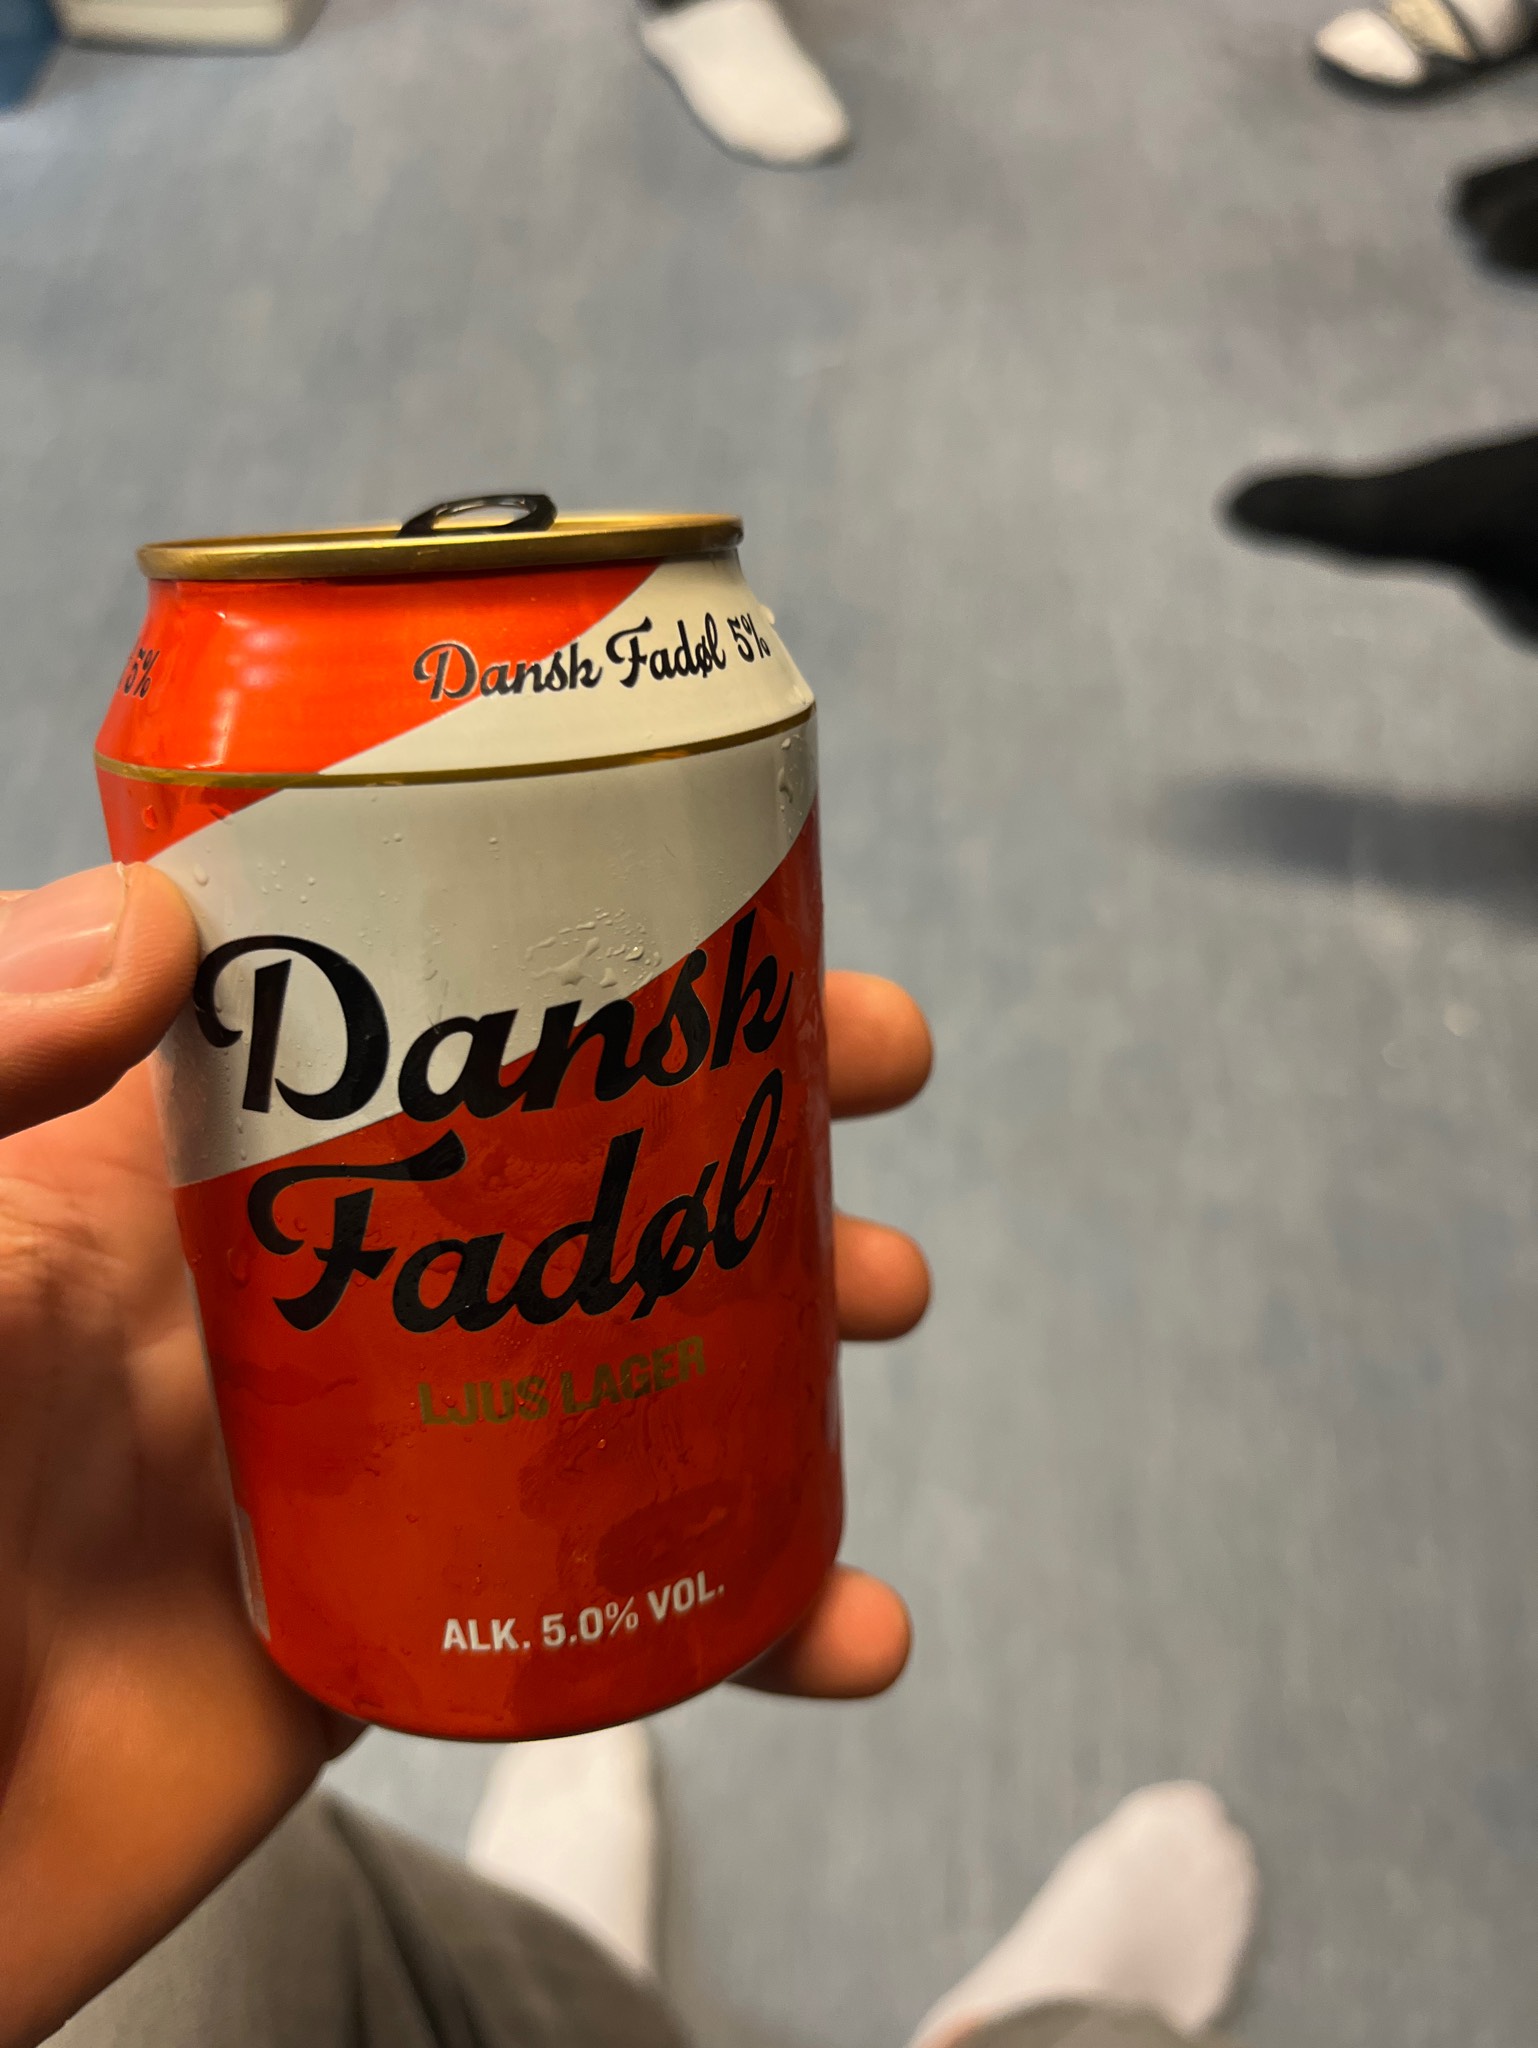 5%
Dansk Fadøl 5%
Dansk
Fadøl
LJUS LAGER
ALK. 5.0% VOL.